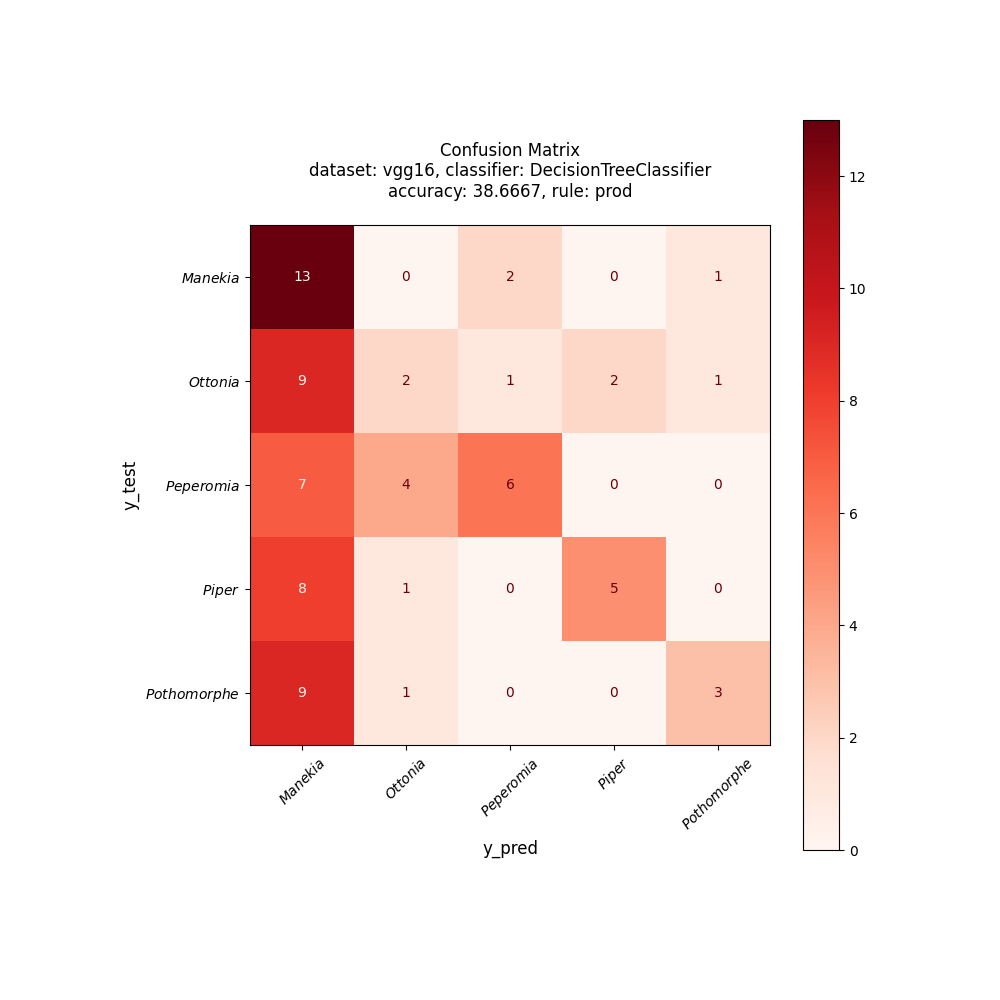 Confusion Matrix
dataset: vgg16, classifier: DecisionTreeClassifier
accuracy: 38.6667, rule: prod
y_test
Manekia 13 0 2 0 1
Ottonia 9 2 1 2 1
Peperomia 7 4 6 0 0
Piper 8 1 0 5 0
Pothomorphe 9 1 0 0 3
Manekia Ottonia Peperomia Piper Pothomorphe
y_pred
12
10
8
6
4
2
0